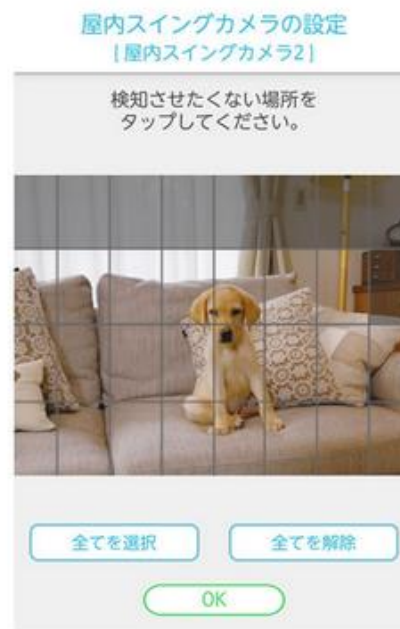 屋内スイングカメラの設定
[屋内スイングカメラ2]
検知させたくない場所を
タップしてください。
全てを選択
全てを解除
OK